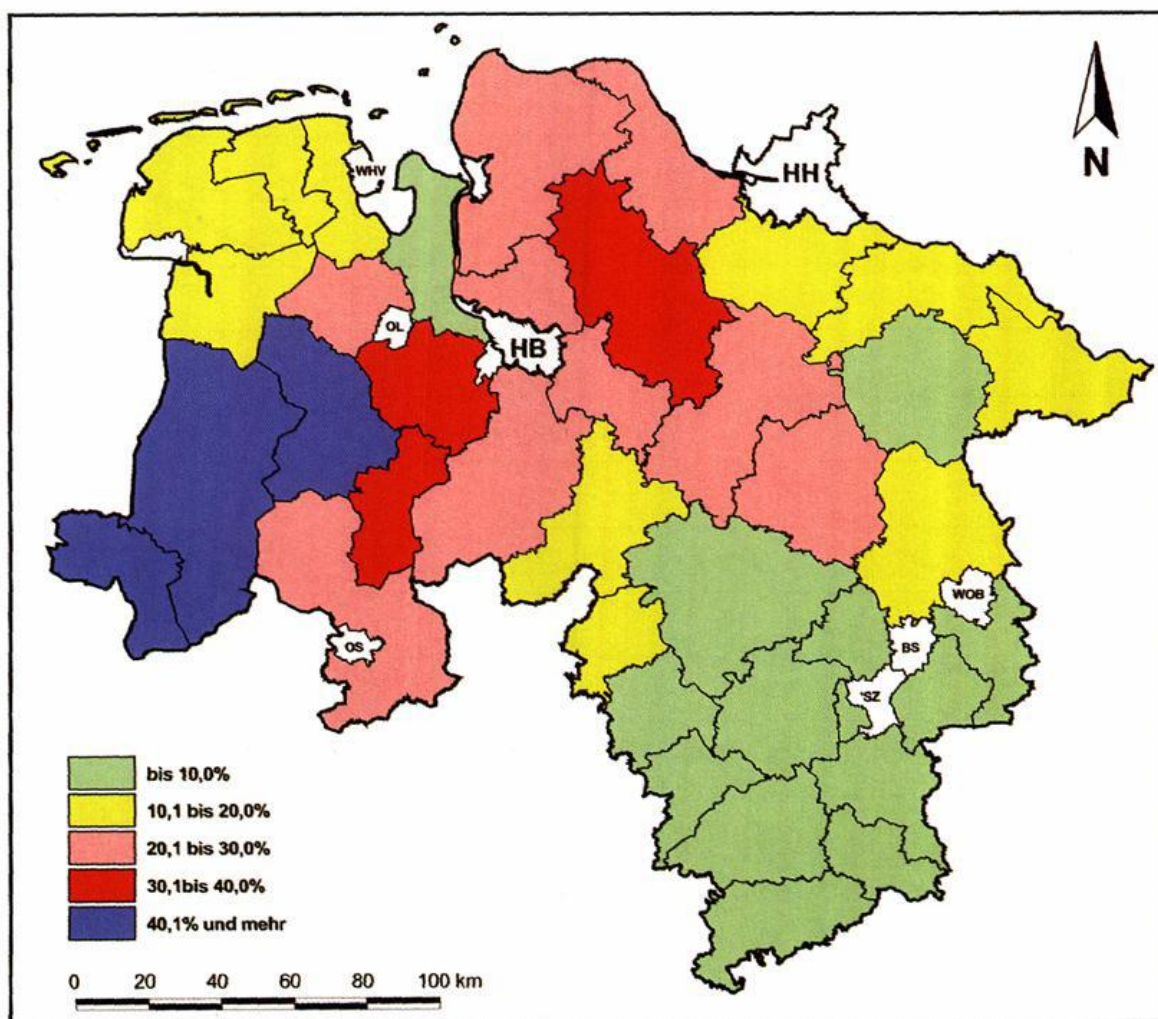 N
HH
WHV
OL
HB
WOB
OS
BS
'SZ
bis 10,0%
10,1 bis 20,0%
20,1 bis 30,0%
30,1bis 40,0%
40,1% und mehr
0 20 40 60 80 100 km